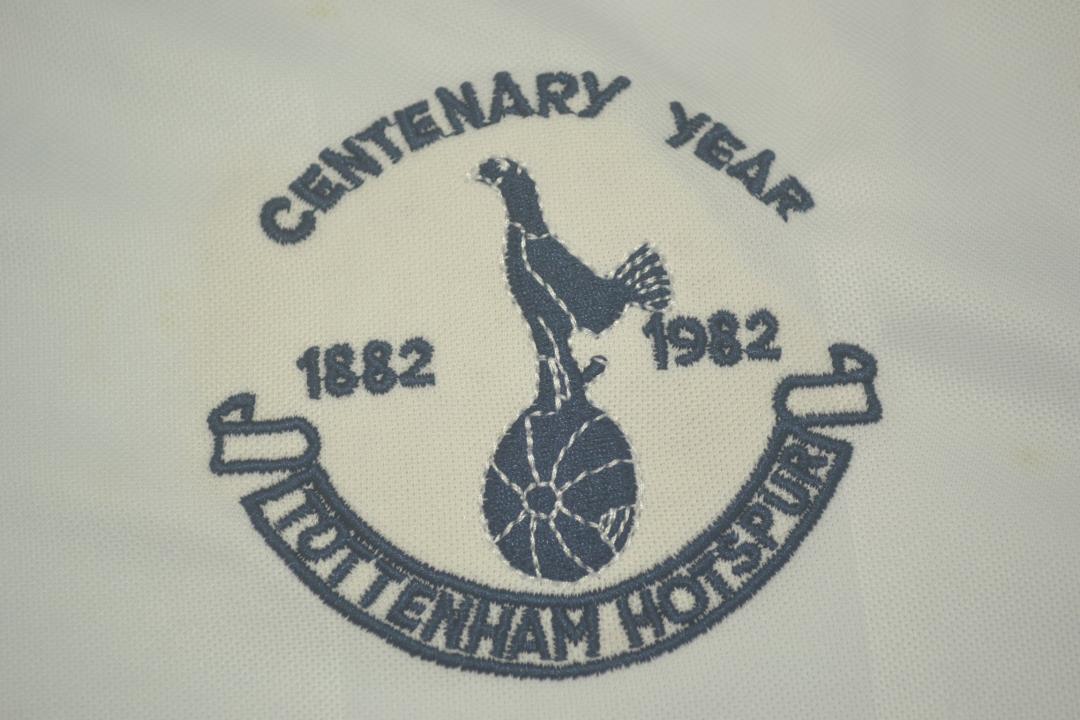 CENTENARY YEAR
1882 1982
TOTTENHAM HOTSPUR